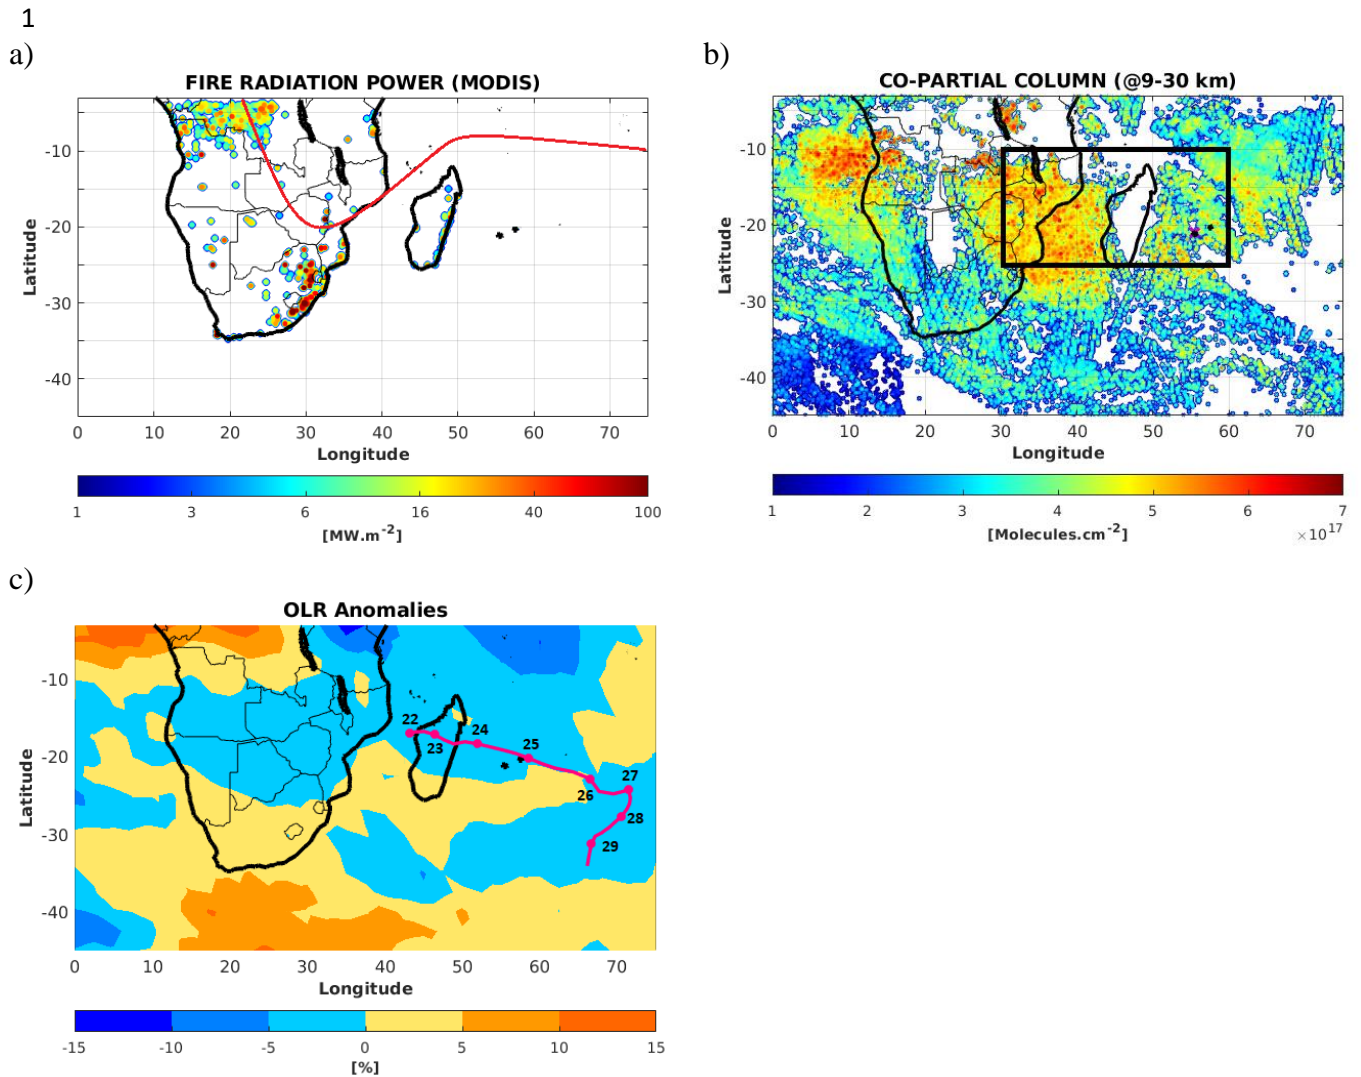 1
a)
FIRE RADIATION POWER (MODIS)
Latitude
-10
-20
-30
-40
0 10 20 30 40 50 60 70
Longitude
1 3 6 16 40 100
[MW.m⁻²]
b)
CO-PARTIAL COLUMN (@9-30 km)
Latitude
-10
-20
-30
-40
0 10 20 30 40 50 60 70
Longitude
1 2 3 4 5 6 7
[Molecules.cm⁻²] ×10¹⁷
c)
OLR Anomalies
Latitude
-10
-20
-30
-40
22
23
24
25
26
27
28
29
0 10 20 30 40 50 60 70
Longitude
-15 -10 -5 0 5 10 15
[%]